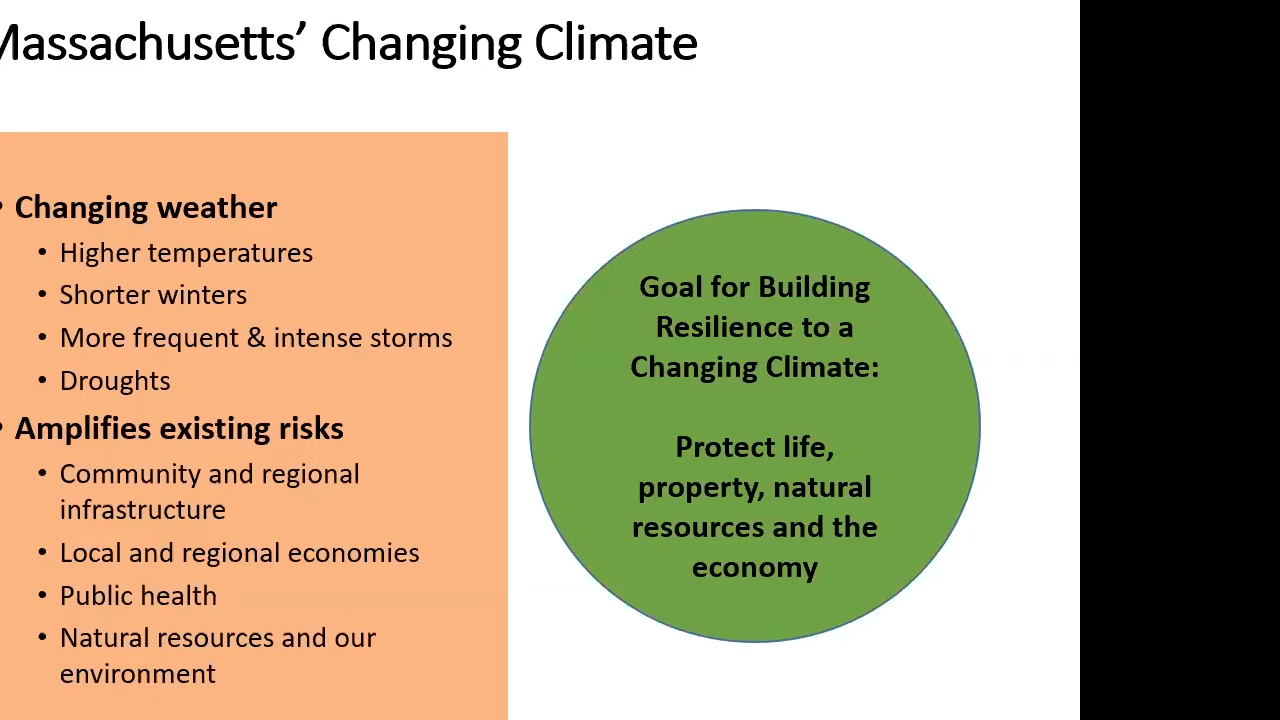 Massachusetts’ Changing Climate
• Changing weather
• Higher temperatures
• Shorter winters
• More frequent & intense storms
• Droughts
• Amplifies existing risks
• Community and regional
infrastructure
• Local and regional economies
• Public health
• Natural resources and our
environment
Goal for Building
Resilience to a
Changing Climate:
Protect life,
property, natural
resources and the
economy